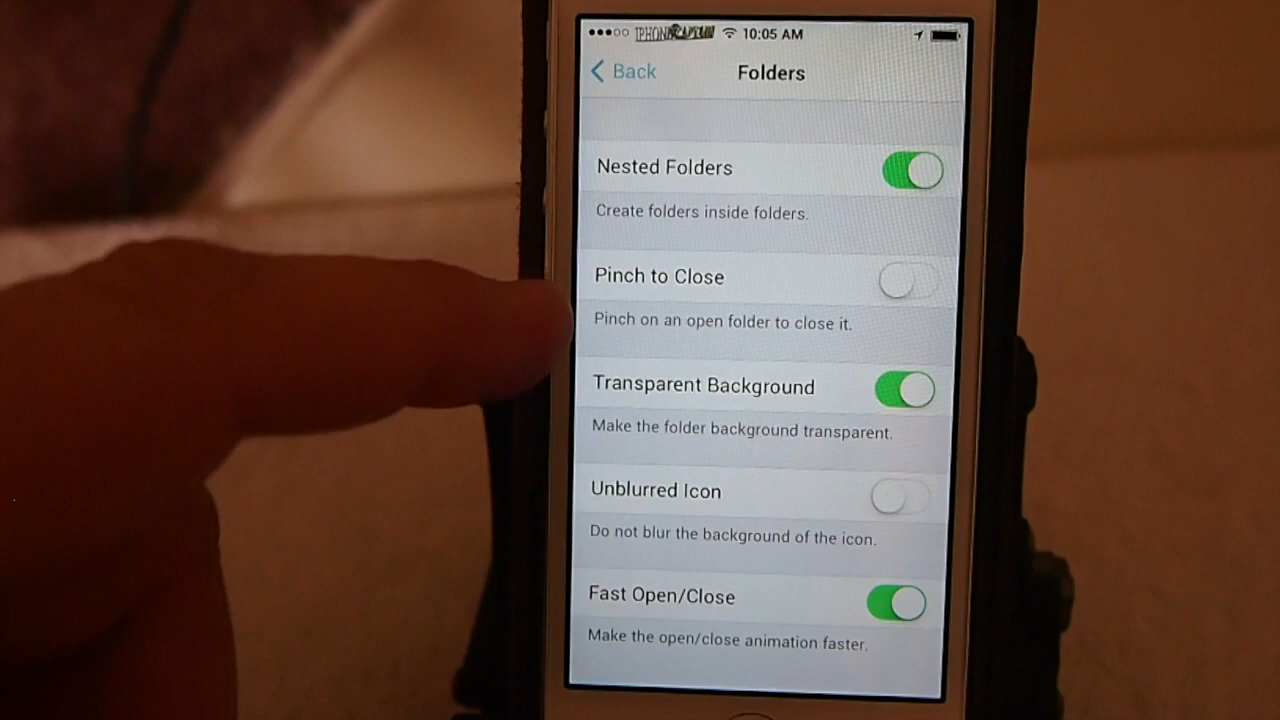 10:05 AM
Back
Folders
Nested Folders
Create folders inside folders.
Pinch to Close
Pinch on an open folder to close it.
Transparent Background
Make the folder background transparent.
Unblurred Icon
Do not blur the background of the icon.
Fast Open/Close
Make the open/close animation faster.